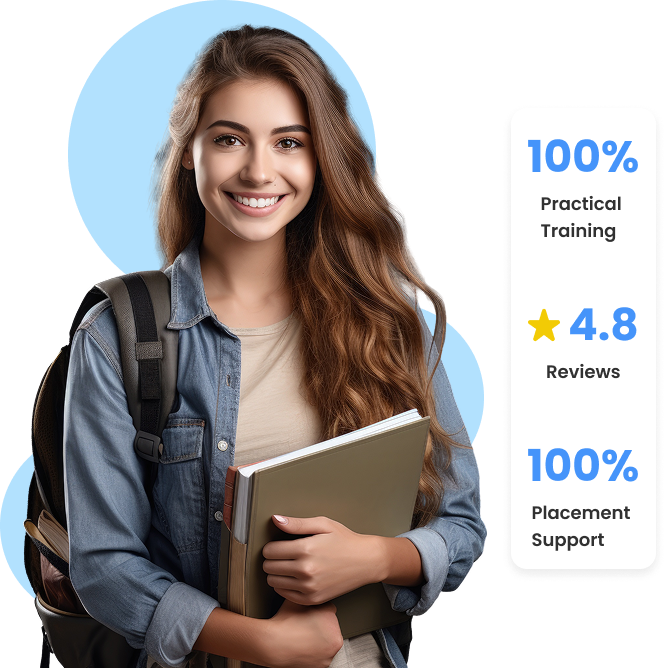 100%
Practical
Training
4.8
Reviews
100%
Placement
Support